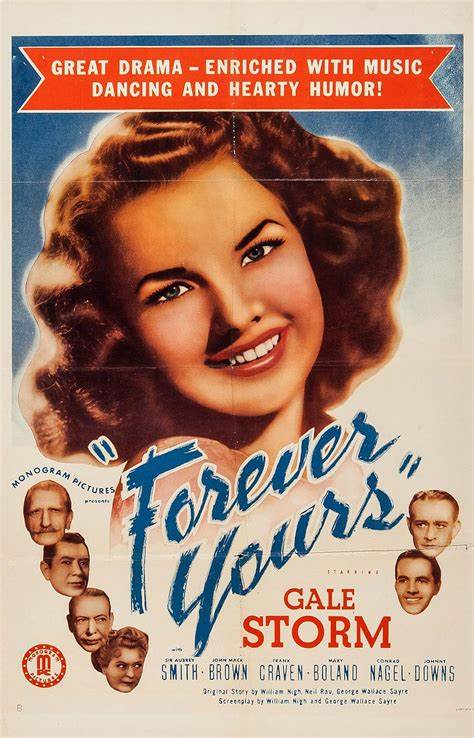 GREAT DRAMA – ENRICHED WITH MUSIC
DANCING AND HEARTY HUMOR!
MONOGRAM PICTURES
presents
"Forever
Yours"
STARRING
GALE
STORM
with
SIR AUBREY JOHN MACK FRANK MARY CONRAD JOHNNY
SMITH • BROWN CRAVEN • BOLAND NAGEL • DOWNS
Original Story by William Nigh, Neil Rau, George Wallace Sayre
Screenplay by William Nigh and George Wallace Sayre
MONOGRAM
M
PICTURES